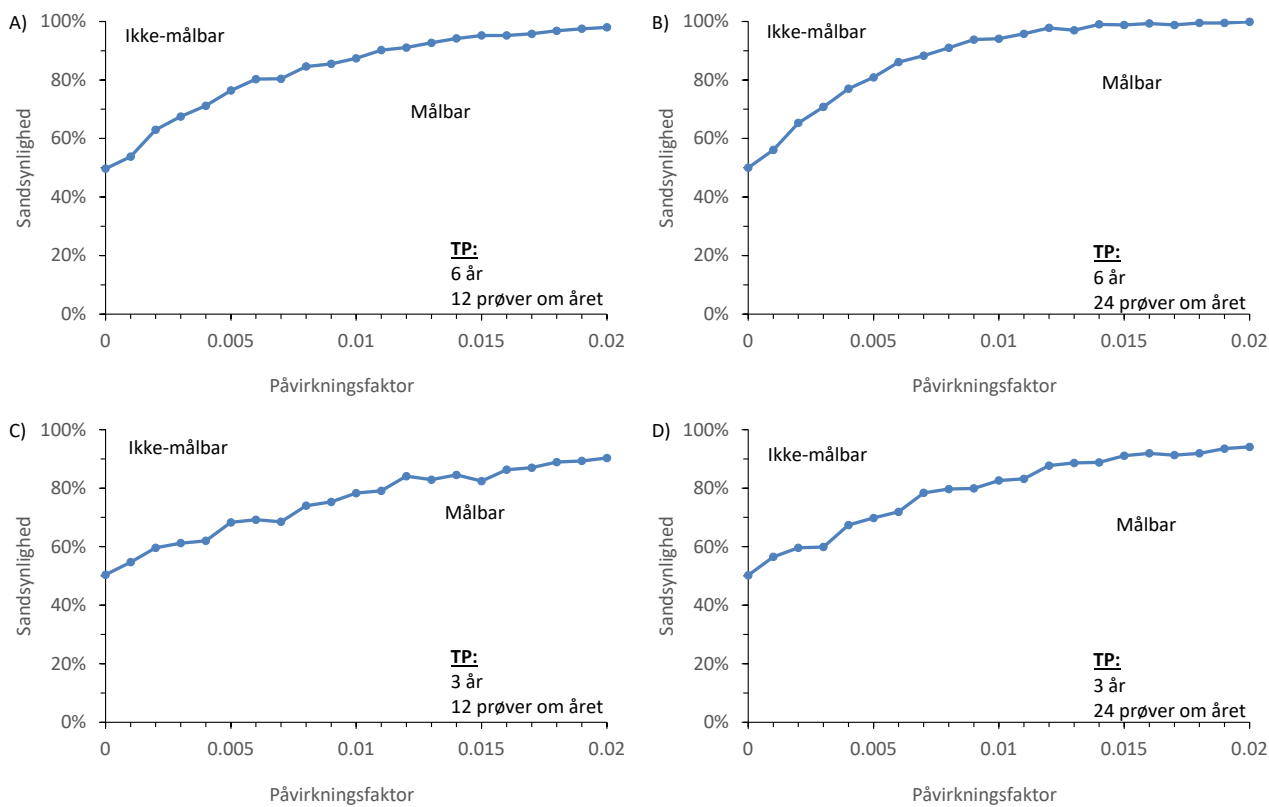 A)
100%
80%
60%
40%
20%
0%
Sandsynlighed
Ikke-målbar
Målbar
TP:
6 år
12 prøver om året
0 0.005 0.01 0.015 0.02
Påvirkningsfaktor
B)
100%
80%
60%
40%
20%
0%
Sandsynlighed
Ikke-målbar
Målbar
TP:
6 år
24 prøver om året
0 0.005 0.01 0.015 0.02
Påvirkningsfaktor
C)
100%
80%
60%
40%
20%
0%
Sandsynlighed
Ikke-målbar
Målbar
TP:
3 år
12 prøver om året
0 0.005 0.01 0.015 0.02
Påvirkningsfaktor
D)
100%
80%
60%
40%
20%
0%
Sandsynlighed
Ikke-målbar
Målbar
TP:
3 år
24 prøver om året
0 0.005 0.01 0.015 0.02
Påvirkningsfaktor